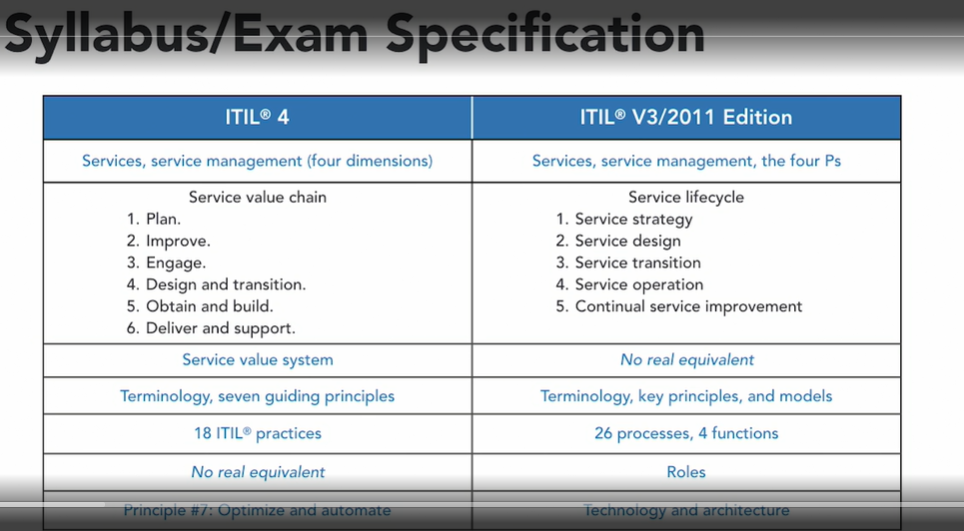 Syllabus/Exam Specification
ITIL® 4
ITIL® V3/2011 Edition
Services, service management (four dimensions)
Services, service management, the four Ps
Service value chain
1. Plan.
2. Improve.
3. Engage.
4. Design and transition.
5. Obtain and build.
6. Deliver and support.
Service lifecycle
1. Service strategy
2. Service design
3. Service transition
4. Service operation
5. Continual service improvement
Service value system
No real equivalent
Terminology, seven guiding principles
Terminology, key principles, and models
18 ITIL® practices
26 processes, 4 functions
No real equivalent
Roles
Principle #7: Optimize and automate
Technology and architecture